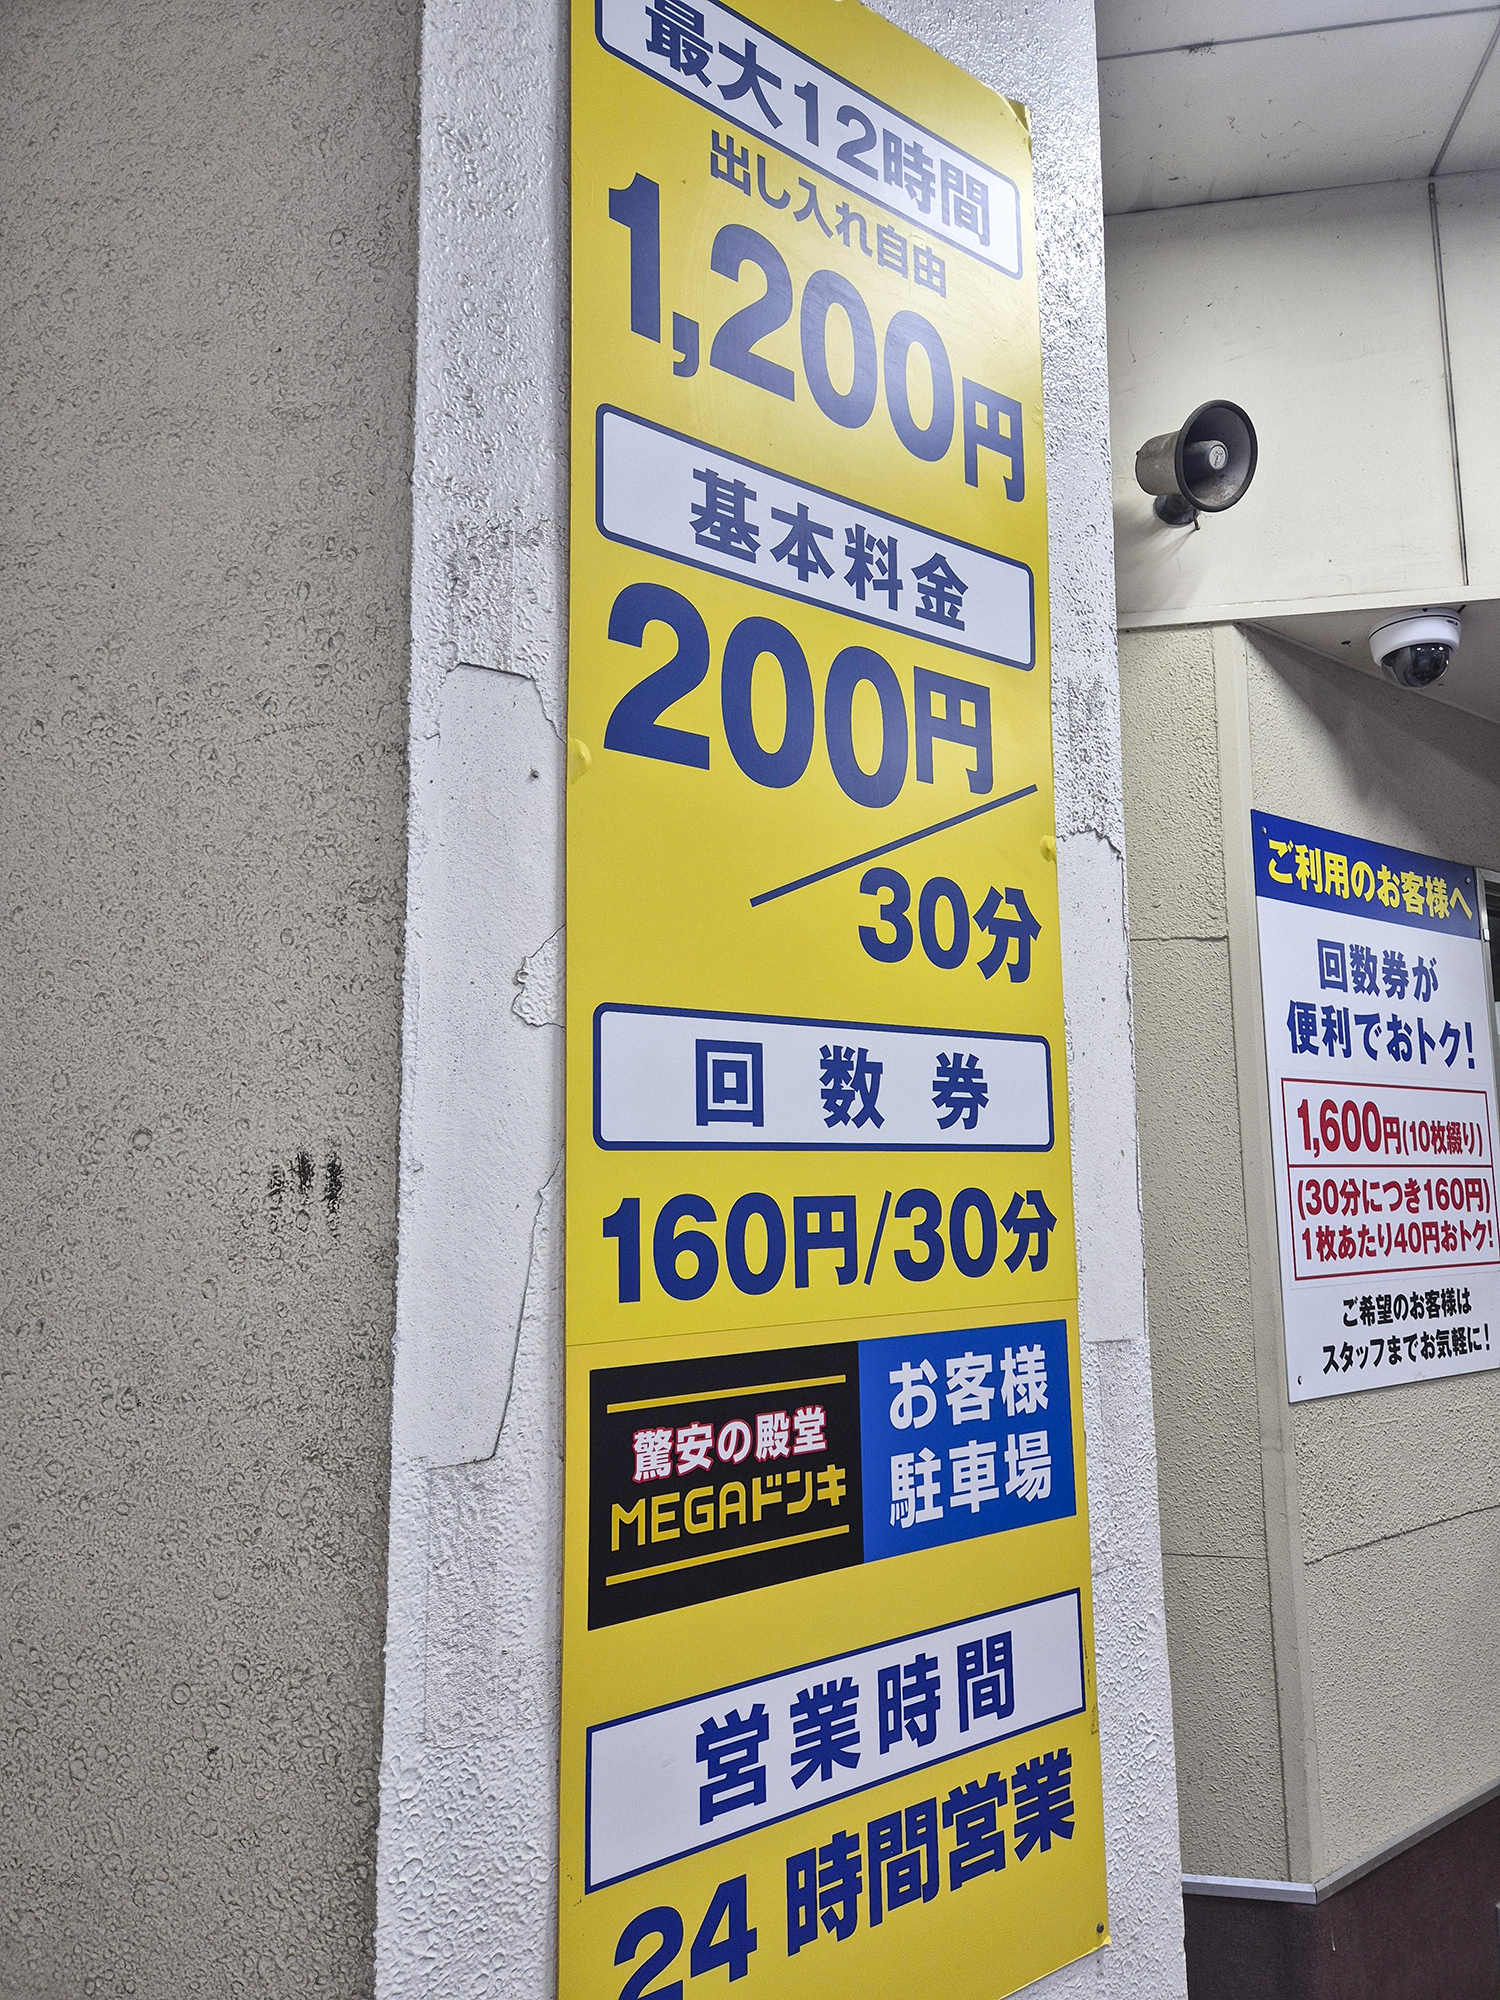 最大12時間
出し入れ自由
1,200円
基本料金
200円
/30分
回数券
160円/30分
驚安の殿堂
MEGAドンキ
お客様
駐車場
営業時間
24時間営業
ご利用のお客様へ
回数券が
便利でおトク!
1,600円(10枚綴り)
(30分につき160円)
1枚あたり40円おトク!
ご希望のお客様は
スタッフまでお気軽に!